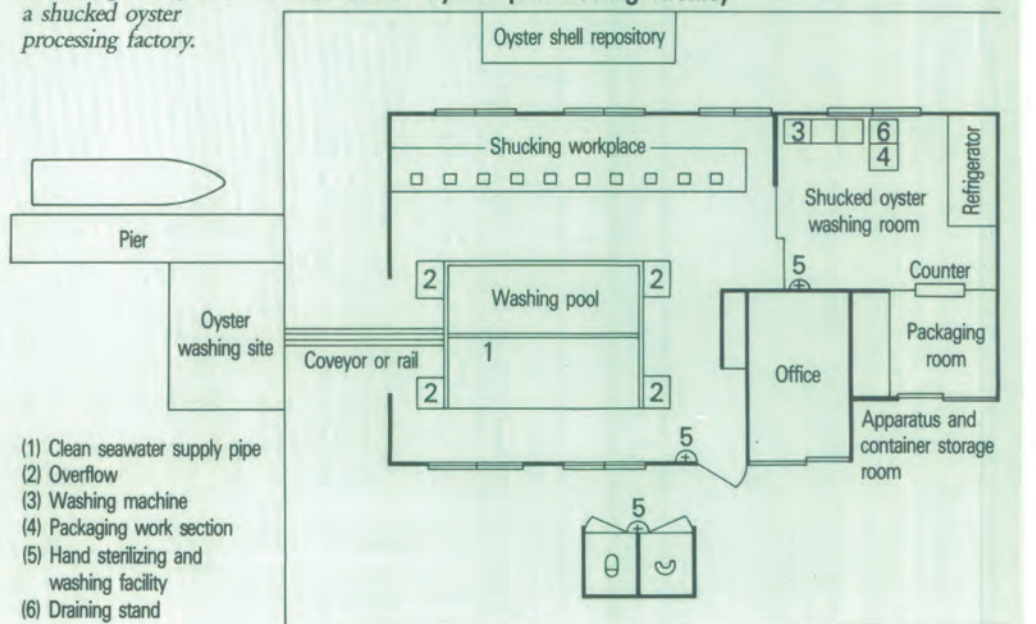 a shucked oyster
processing factory.
Oyster shell repository
Shucking workplace
3
6
4
Refrigerator
Shucked oyster
washing room
Pier
2
2
Washing pool
5
Counter
Oyster
washing site
Coveyor or rail
1
Office
Packaging
room
2
2
5
Apparatus and
container storage
room
5
(1) Clean seawater supply pipe
(2) Overflow
(3) Washing machine
(4) Packaging work section
(5) Hand sterilizing and
washing facility
(6) Draining stand